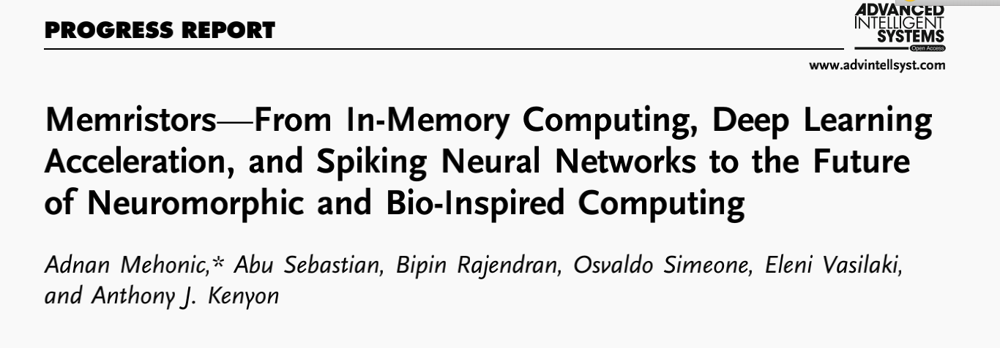 PROGRESS REPORT
ADVANCED
INTELLIGENT
SYSTEMS
Open Access
www.advintellsyst.com
Memristors—From In-Memory Computing, Deep Learning
Acceleration, and Spiking Neural Networks to the Future
of Neuromorphic and Bio-Inspired Computing
Adnan Mehonic,* Abu Sebastian, Bipin Rajendran, Osvaldo Simeone, Eleni Vasilaki,
and Anthony J. Kenyon